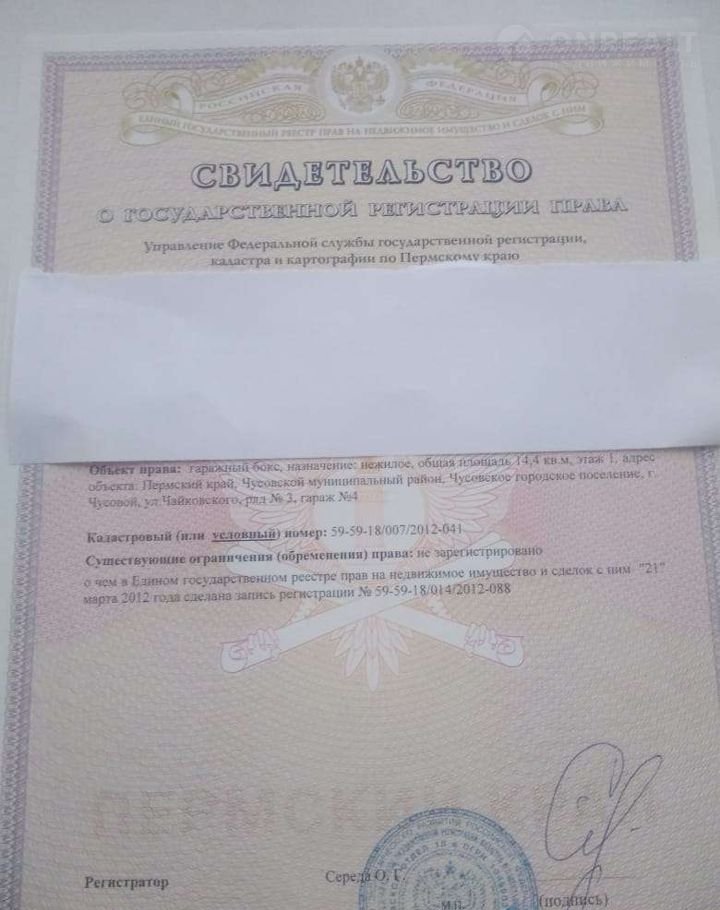 ONREALT
РОССИЙСКАЯ ФЕДЕРАЦИЯ
ЕДИНЫЙ ГОСУДАРСТВЕННЫЙ РЕЕСТР ПРАВ НА НЕДВИЖИМОЕ ИМУЩЕСТВО И СДЕЛОК С НИМ
СВИДЕТЕЛЬСТВО
О ГОСУДАРСТВЕННОЙ РЕГИСТРАЦИИ ПРАВА
Управление Федеральной службы государственной регистрации,
кадастра и картографии по Пермскому краю
Объект права: гаражный бокс, назначение: нежилое, общая площадь 14,4 кв.м, этаж 1, адрес
объекта: Пермский край, Чусовской муниципальный район, Чусовское городское поселение, г.
Чусовой, ул.Чайковского, ряд № 3, гараж №4
Кадастровый (или условный) номер: 59-59-18/007/2012-041
Существующие ограничения (обременения) права: не зарегистрировано
о чем в Едином государственном реестре прав на недвижимое имущество и сделок с ним "21"
марта 2012 года сделана запись регистрации № 59-59-18/014/2012-088
ПЕРМСКИЙ КРАЙ
Регистратор Середа О. Г.
М.П. (подпись)